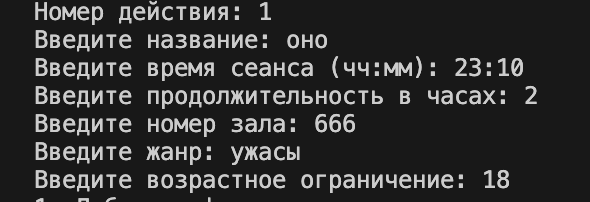 Номер действия: 1
Введите название: оно
Введите время сеанса (чч:мм): 23:10
Введите продолжительность в часах: 2
Введите номер зала: 666
Введите жанр: ужасы
Введите возрастное ограничение: 18